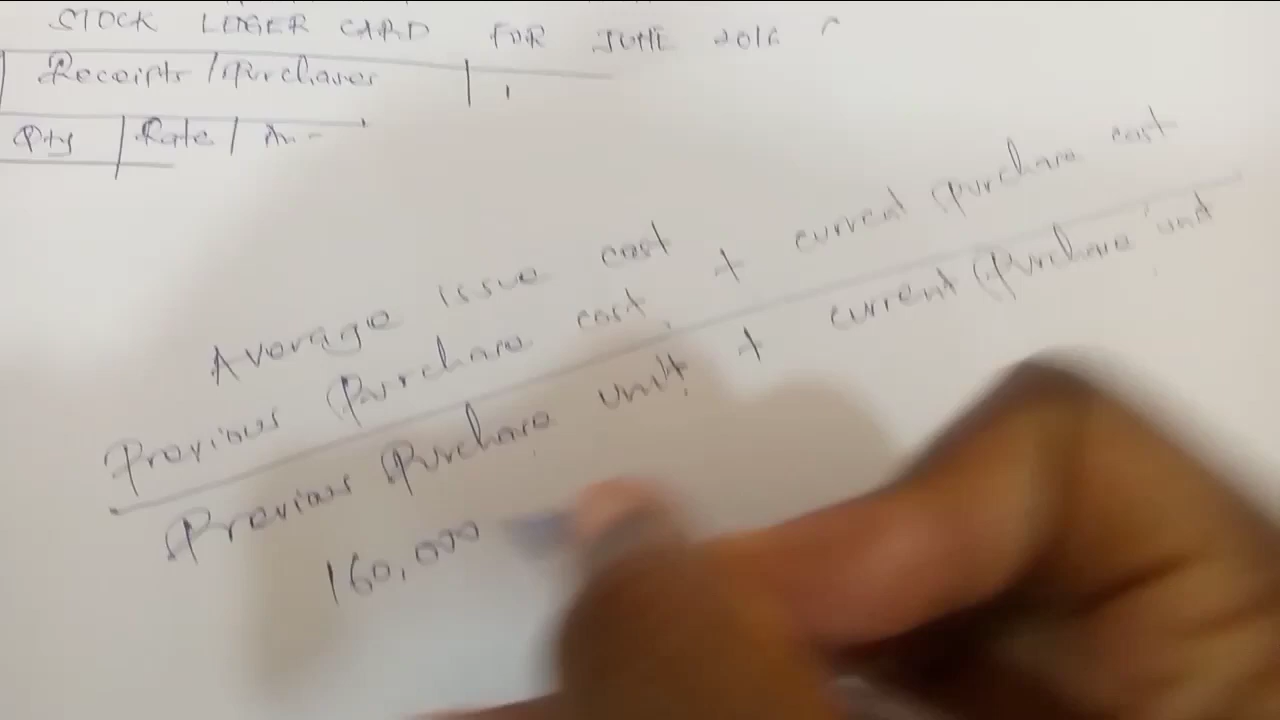 STOCK LEDGER CARD FOR JUNE 2016
Receipts/Purchases
Qty | Rate | Am
Average issue cost
Previous Purchase cost + current purchase cost
Previous Purchase unit + current purchase unit
160,000